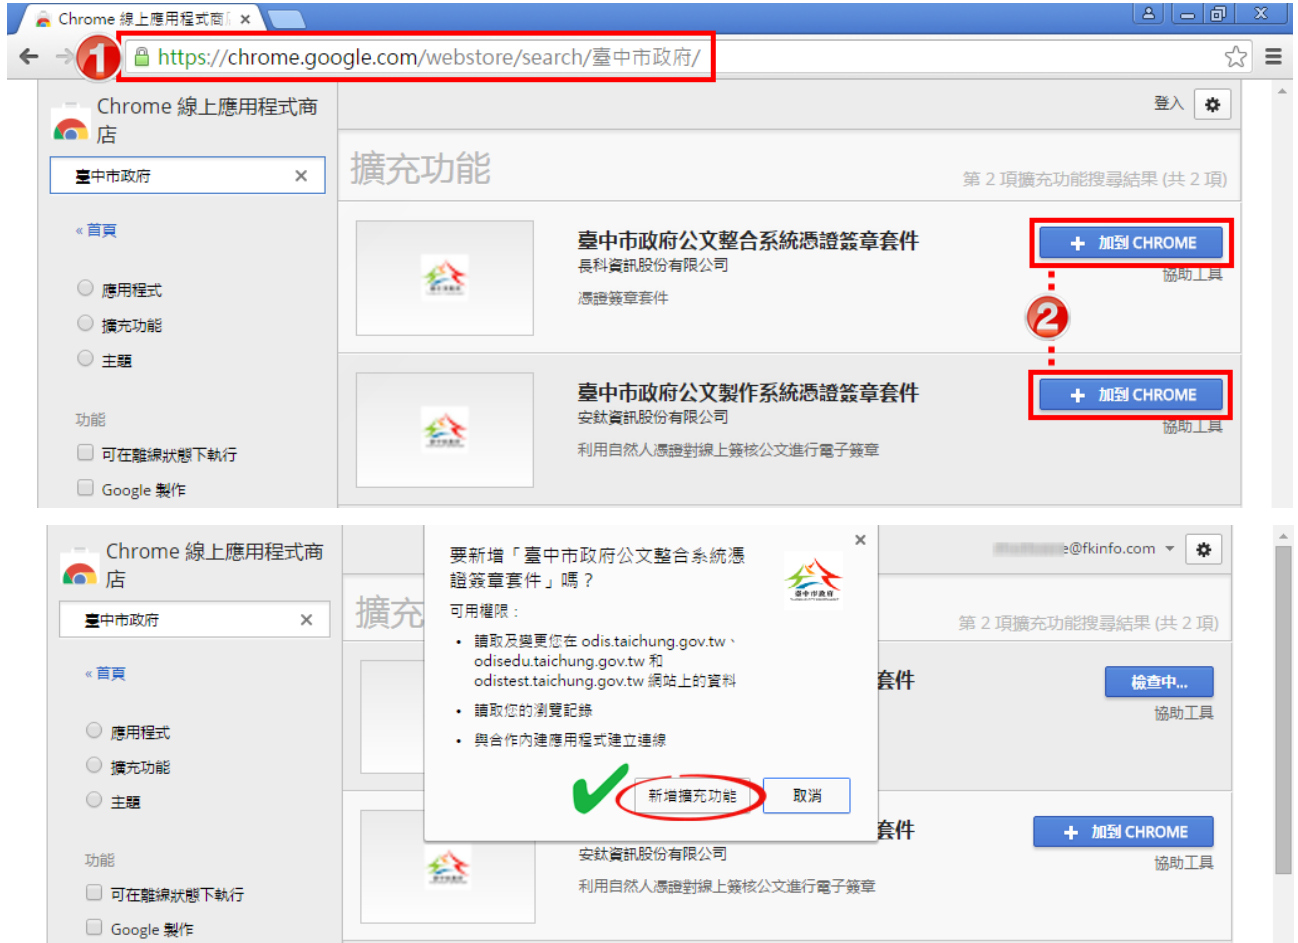 Chrome 線上應用程式商
1
https://chrome.google.com/webstore/search/臺中市政府/
Chrome 線上應用程式商
店
登入
臺中市政府
擴充功能
第 2 項擴充功能搜尋結果 (共 2 項)
«首頁
應用程式
擴充功能
主題
功能
可在離線狀態下執行
Google 製作
臺中市政府公文整合系統憑證簽章套件
長科資訊股份有限公司
憑證簽章套件
加到 CHROME
協助工具
2
臺中市政府公文製作系統憑證簽章套件
安鈦資訊股份有限公司
利用自然人憑證對線上簽核公文進行電子簽章
加到 CHROME
協助工具
Chrome 線上應用程式商
店
e@fkinfo.com
臺中市政府
擴充
第 2 項擴充功能搜尋結果 (共 2 項)
«首頁
應用程式
擴充功能
主題
功能
可在離線狀態下執行
Google 製作
要新增「臺中市政府公文整合系統憑
證簽章套件」嗎？
臺中市政府
可用權限：
• 讀取及變更您在 odis.taichung.gov.tw、
odisedu.taichung.gov.tw 和
odistest.taichung.gov.tw 網站上的資料
• 讀取您的瀏覽記錄
• 與合作內建應用程式建立連線
新增擴充功能
取消
套件
檢查中...
協助工具
套件
安鈦資訊股份有限公司
利用自然人憑證對線上簽核公文進行電子簽章
加到 CHROME
協助工具